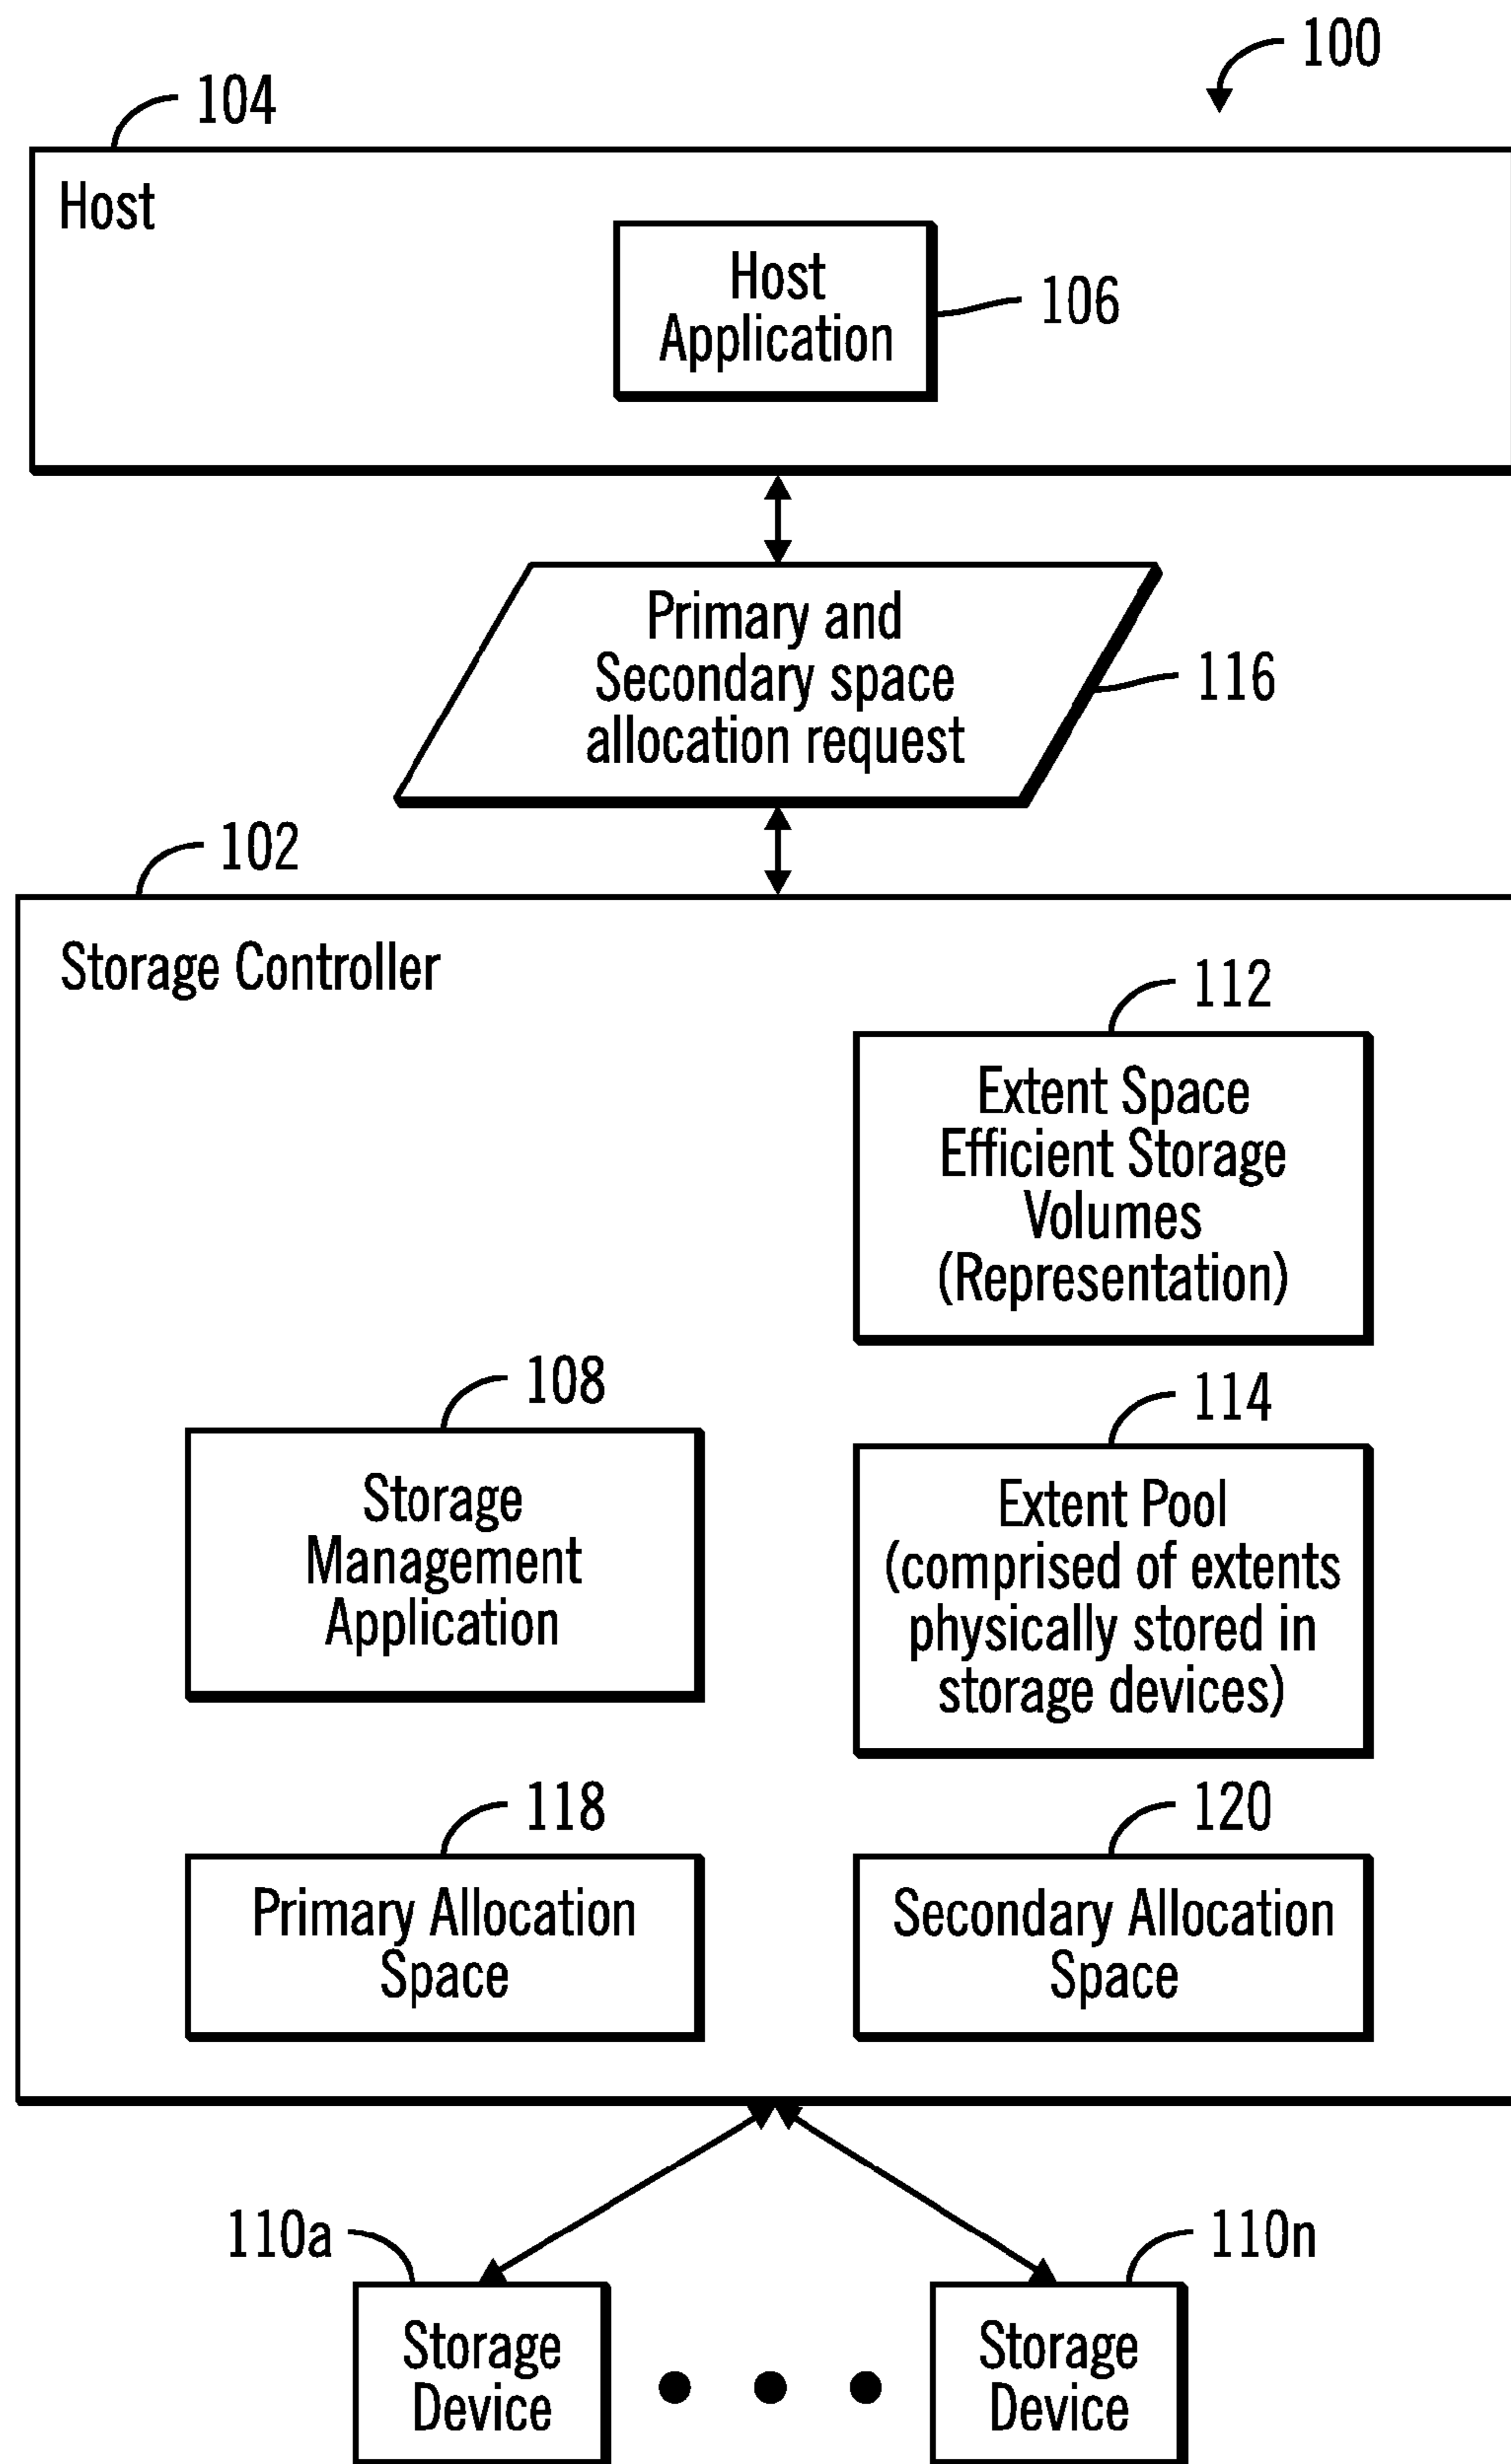 100
104
Host
Host
Application
106
Primary and
Secondary space
allocation request
116
102
Storage Controller
112
Extent Space
Efficient Storage
Volumes
(Representation)
108
Storage
Management
Application
114
Extent Pool
(comprised of extents
physically stored in
storage devices)
118
Primary Allocation
Space
120
Secondary Allocation
Space
110a
Storage
Device
110n
Storage
Device